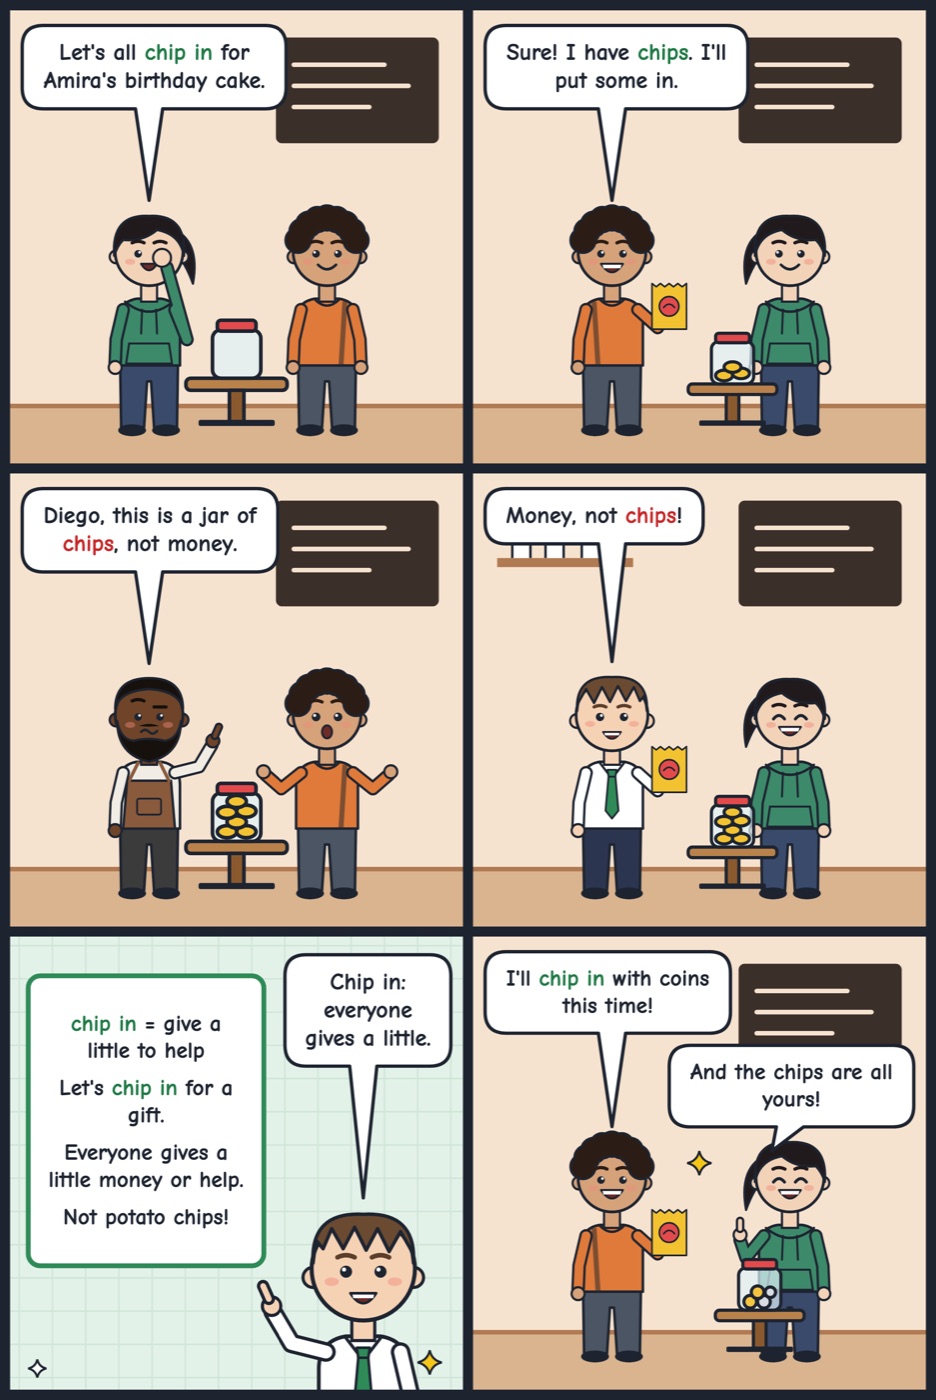 Let's all chip in for
Amira's birthday cake.
Sure! I have chips. I'll
put some in.
Diego, this is a jar of
chips, not money.
Money, not chips!
chip in = give a
little to help
Let's chip in for a
gift.
Everyone gives a
little money or help.
Not potato chips!
Chip in:
everyone
gives a little.
I'll chip in with coins
this time!
And the chips are all
yours!